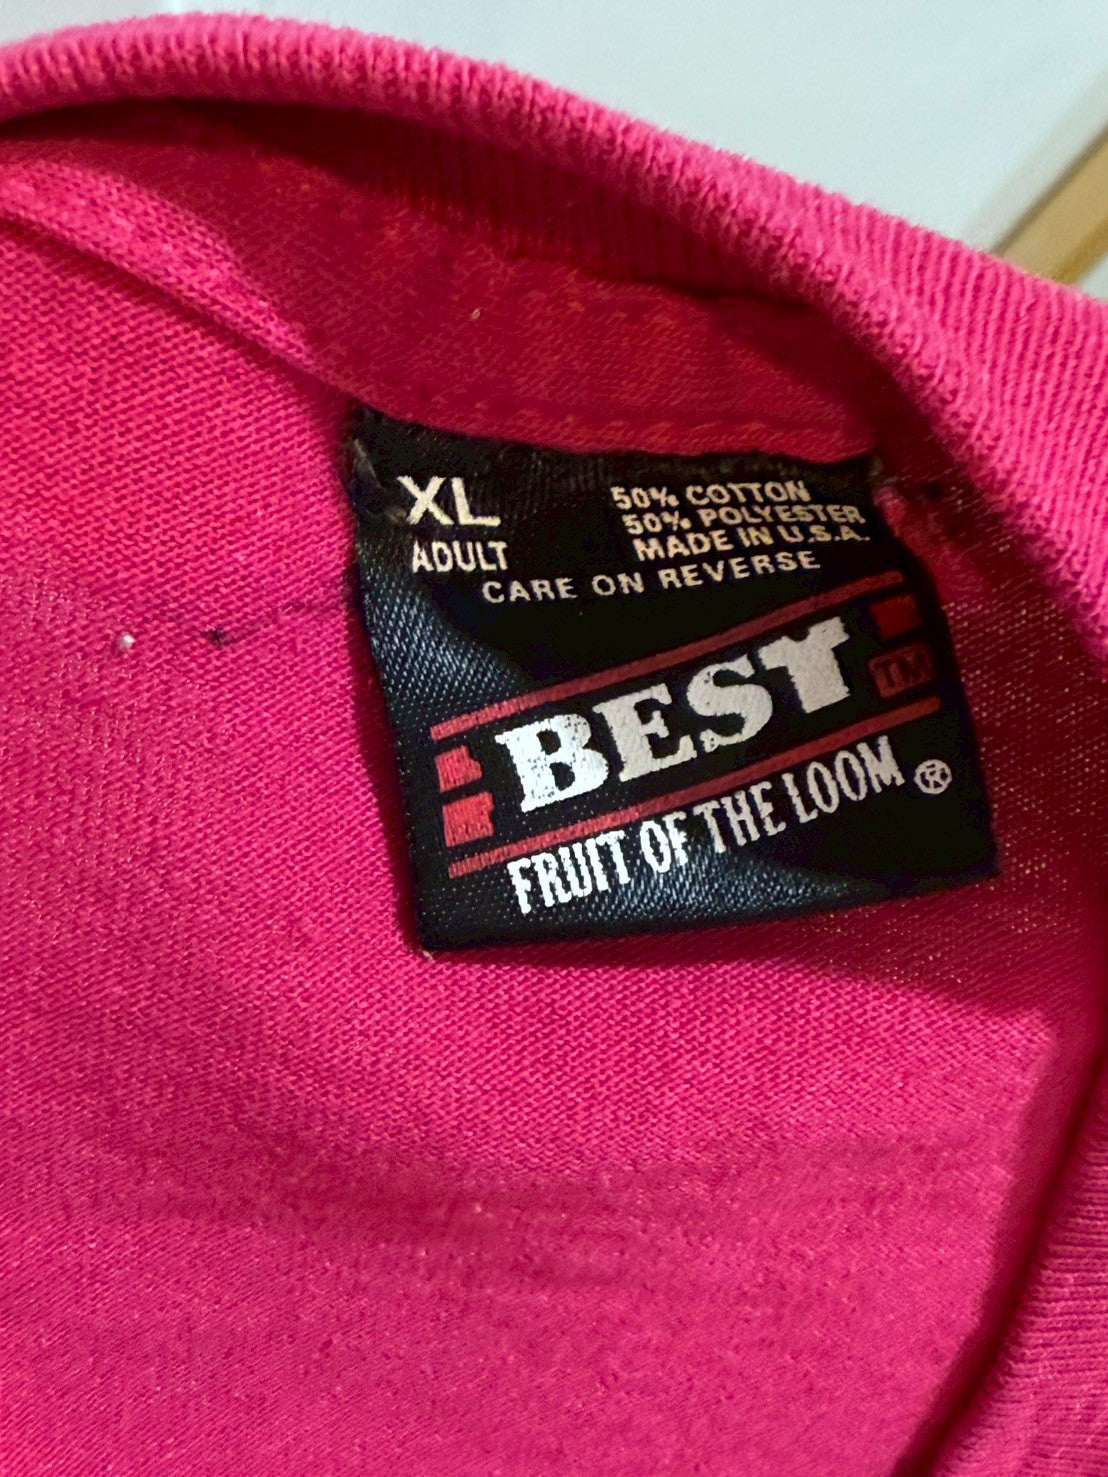 XL
ADULT
50% COTTON
50% POLYESTER
MADE IN U.S.A.
CARE ON REVERSE
BEST
TM
FRUIT OF THE LOOM ®